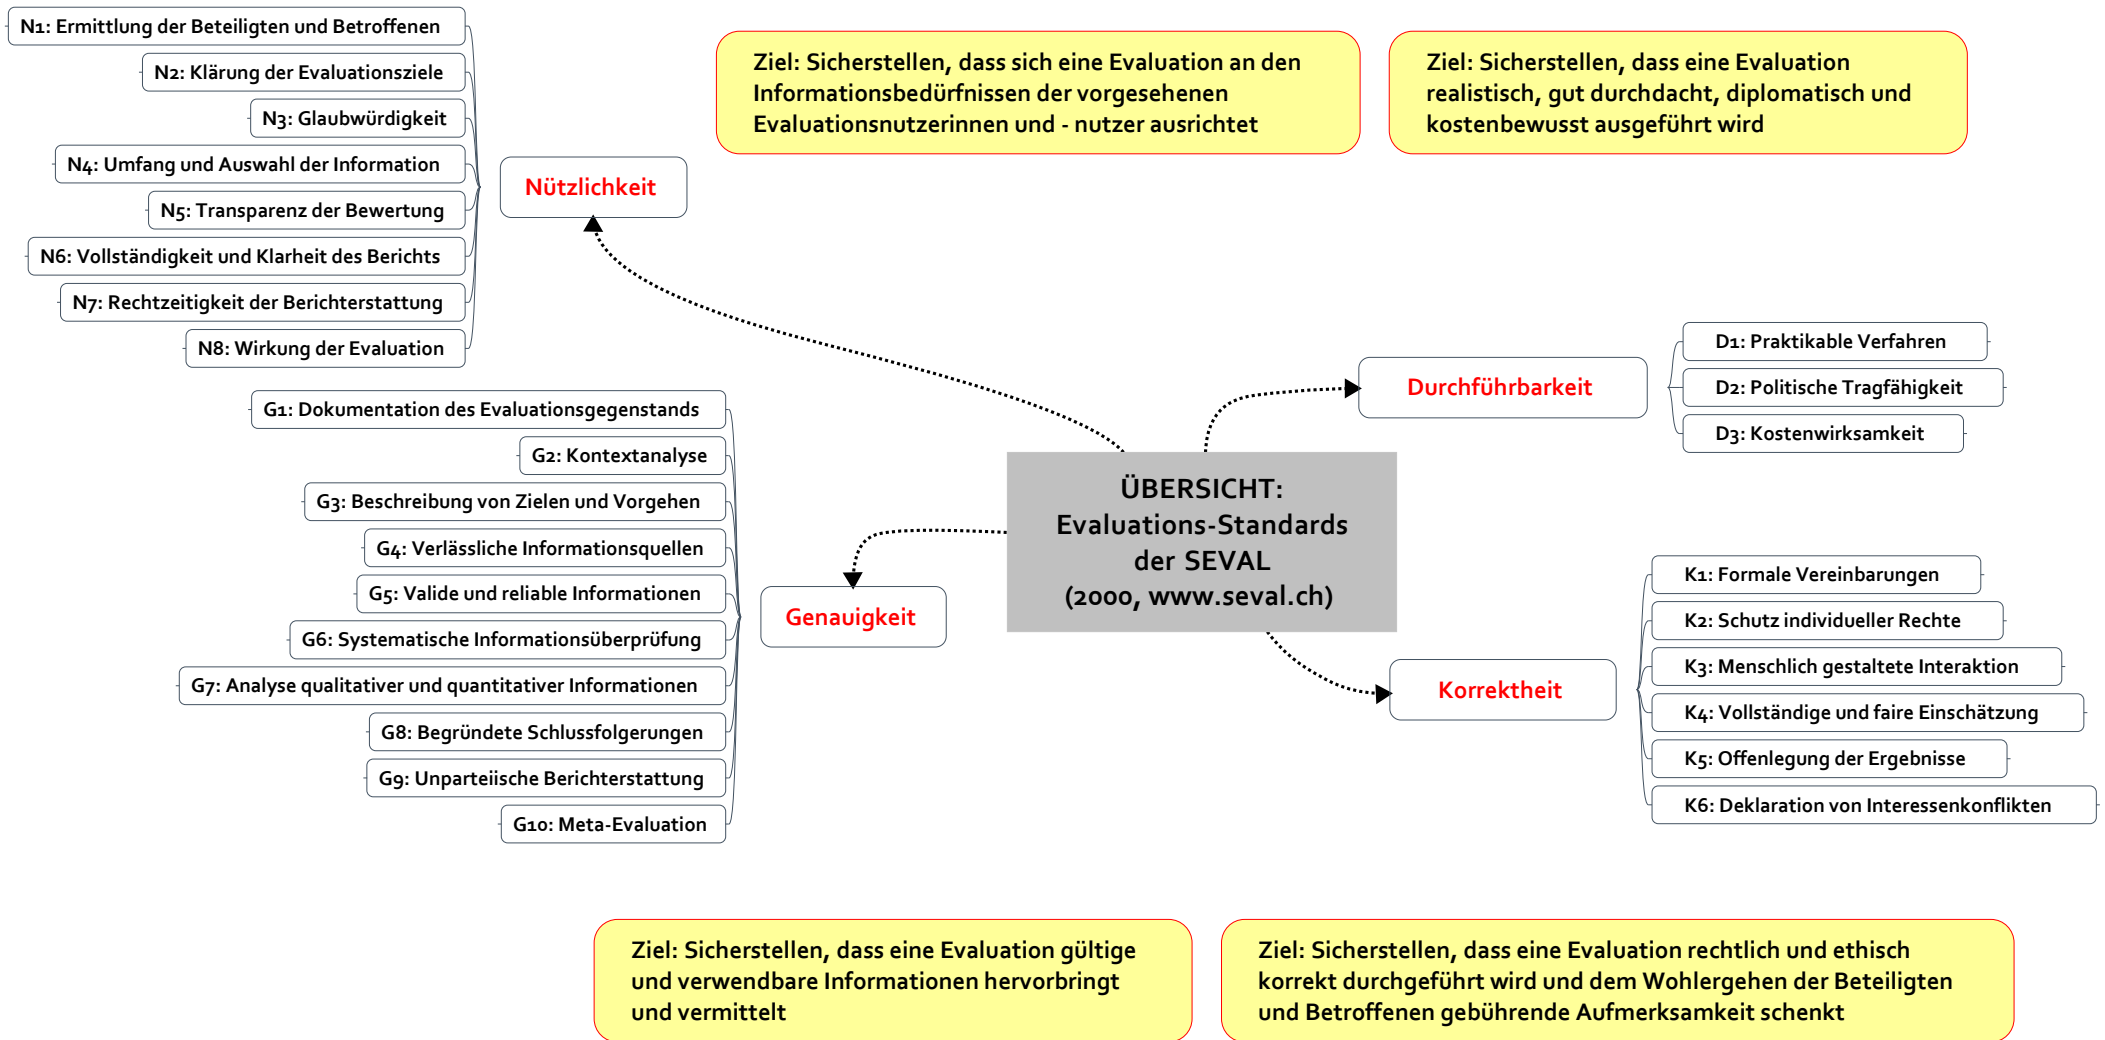 N1: Ermittlung der Beteiligten und Betroffenen
N2: Klärung der Evaluationsziele
N3: Glaubwürdigkeit
N4: Umfang und Auswahl der Information
N5: Transparenz der Bewertung
N6: Vollständigkeit und Klarheit des Berichts
N7: Rechtzeitigkeit der Berichterstattung
N8: Wirkung der Evaluation
Nützlichkeit
Ziel: Sicherstellen, dass sich eine Evaluation an den
Informationsbedürfnissen der vorgesehenen
Evaluationsnutzerinnen und - nutzer ausrichtet
Ziel: Sicherstellen, dass eine Evaluation
realistisch, gut durchdacht, diplomatisch und
kostenbewusst ausgeführt wird
Durchführbarkeit
D1: Praktikable Verfahren
D2: Politische Tragfähigkeit
D3: Kostenwirksamkeit
ÜBERSICHT:
Evaluations-Standards
der SEVAL
(2000, www.seval.ch)
G1: Dokumentation des Evaluationsgegenstands
G2: Kontextanalyse
G3: Beschreibung von Zielen und Vorgehen
G4: Verlässliche Informationsquellen
G5: Valide und reliable Informationen
G6: Systematische Informationsüberprüfung
G7: Analyse qualitativer und quantitativer Informationen
G8: Begründete Schlussfolgerungen
G9: Unparteiische Berichterstattung
G10: Meta-Evaluation
Genauigkeit
Korrektheit
K1: Formale Vereinbarungen
K2: Schutz individueller Rechte
K3: Menschlich gestaltete Interaktion
K4: Vollständige und faire Einschätzung
K5: Offenlegung der Ergebnisse
K6: Deklaration von Interessenkonflikten
Ziel: Sicherstellen, dass eine Evaluation gültige
und verwendbare Informationen hervorbringt
und vermittelt
Ziel: Sicherstellen, dass eine Evaluation rechtlich und ethisch
korrekt durchgeführt wird und dem Wohlergehen der Beteiligten
und Betroffenen gebührende Aufmerksamkeit schenkt